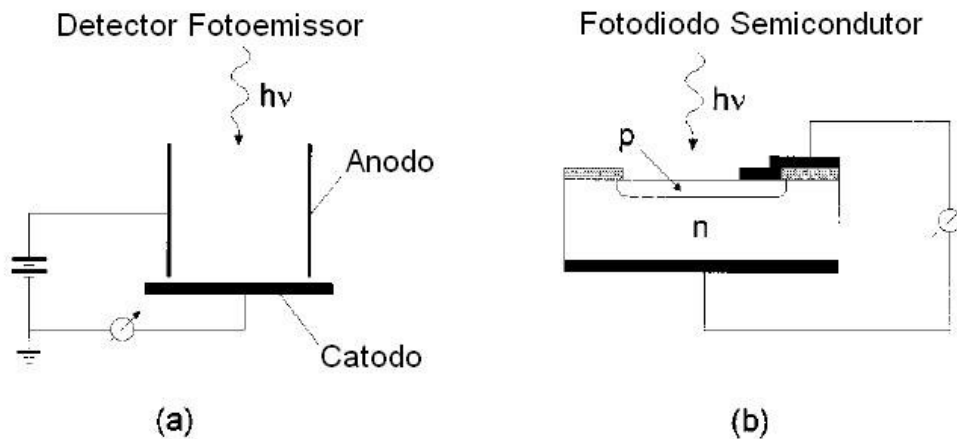 Detector Fotoemissor
hν
Anodo
Catodo
(a)
Fotodiodo Semicondutor
hν
p
n
(b)